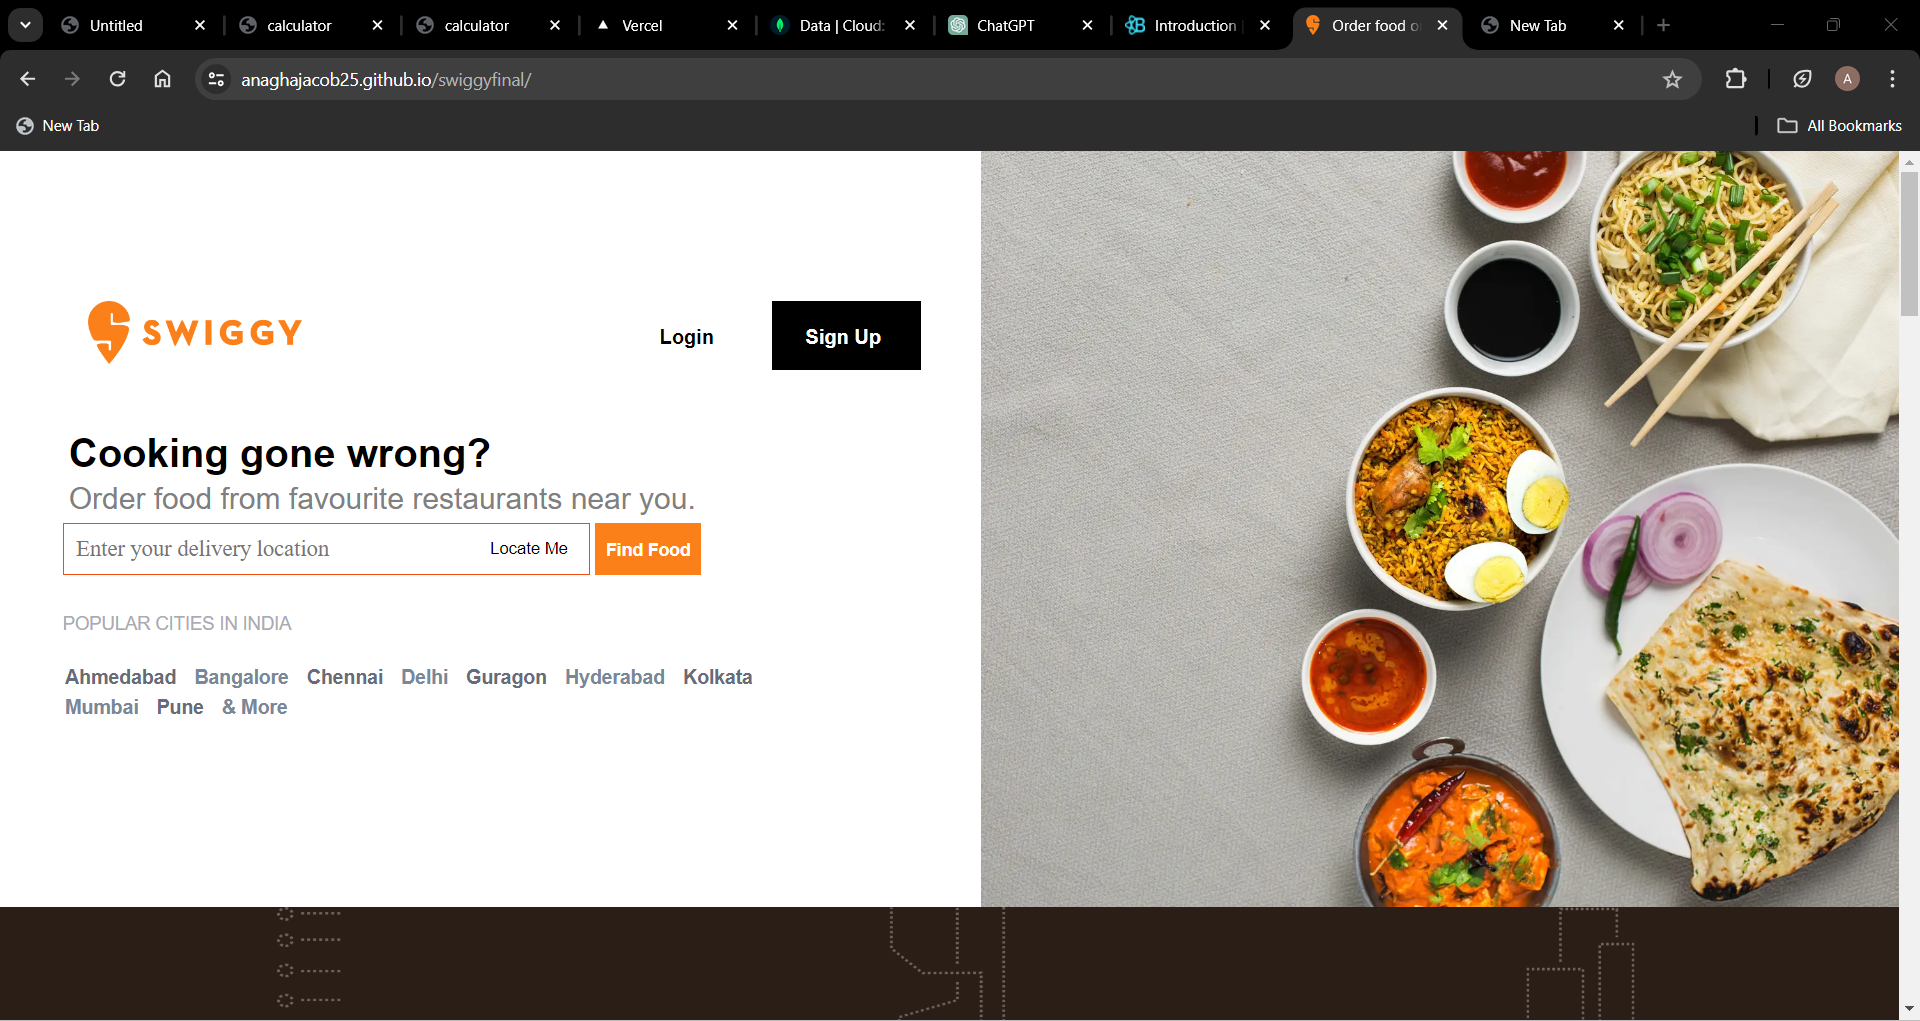 Untitled
calculator
calculator
Vercel
Data | Cloud:
ChatGPT
Introduction
Order food o
New Tab
anaghajacob25.github.io/swiggyfinal/
A
New Tab
All Bookmarks
SWIGGY
Login
Sign Up
Cooking gone wrong?
Order food from favourite restaurants near you.
Enter your delivery location
Locate Me
Find Food
POPULAR CITIES IN INDIA
Ahmedabad Bangalore Chennai Delhi Guragon Hyderabad Kolkata
Mumbai Pune & More